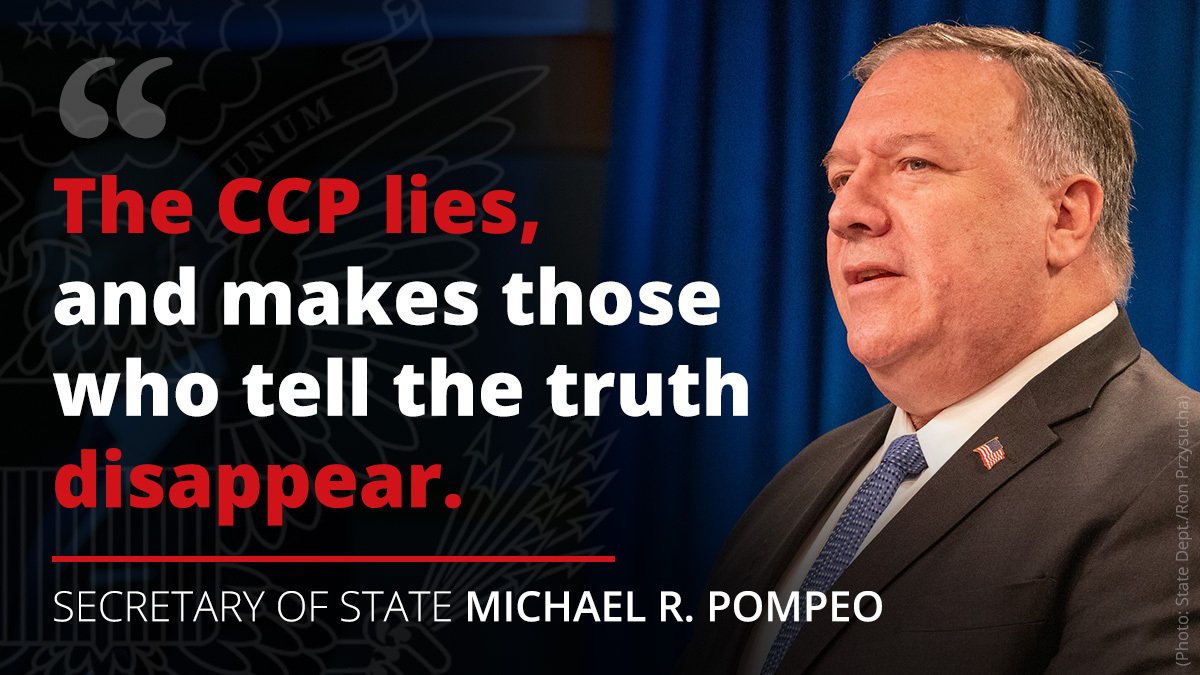 UNUM
“
The CCP lies,
and makes those
who tell the truth
disappear.
SECRETARY OF STATE MICHAEL R. POMPEO
(Photo: State Dept./Ron Przysucha)